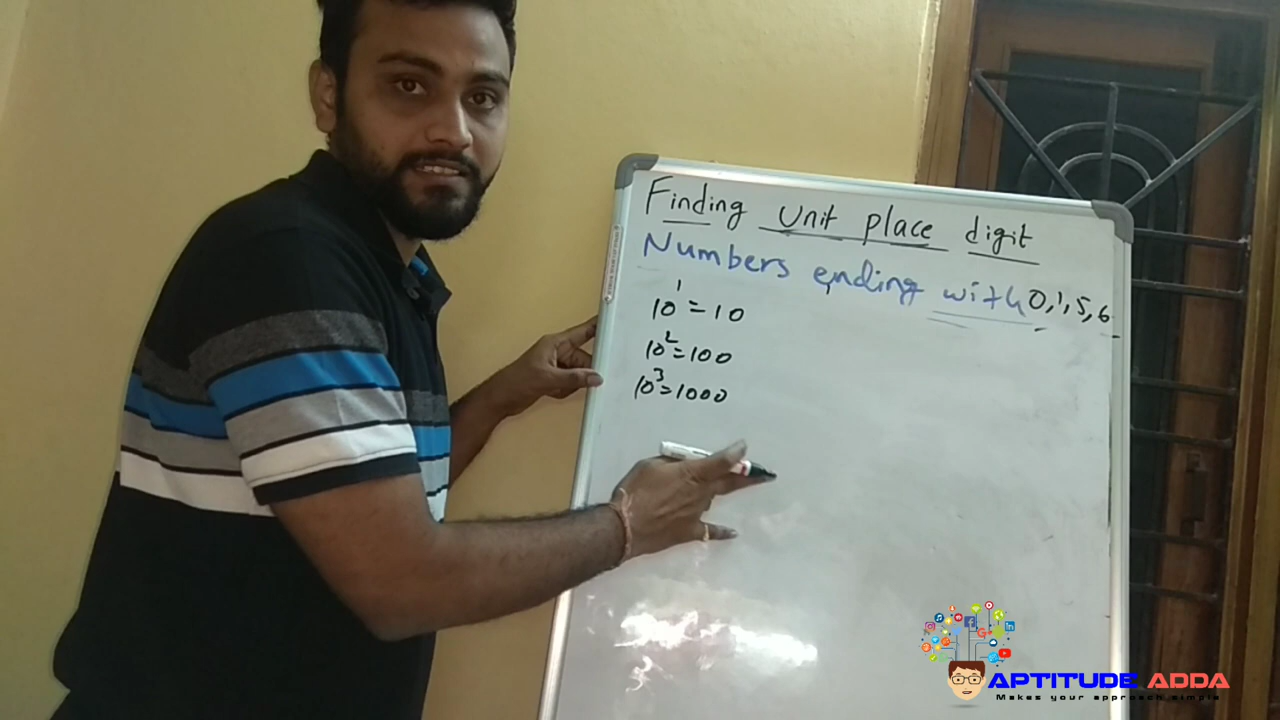 Finding Unit place digit
Numbers ending with 0,1,5,6
10¹=10
10²=100
10³=1000
APTITUDE ADDA
Makes your approach simple